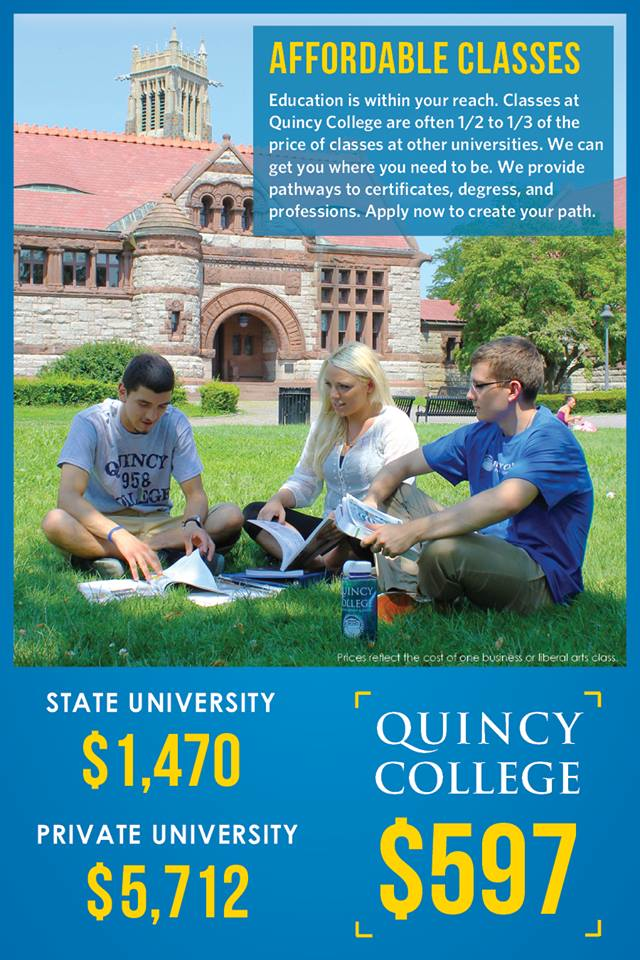 AFFORDABLE CLASSES
Education is within your reach. Classes at
Quincy College are often 1/2 to 1/3 of the
price of classes at other universities. We can
get you where you need to be. We provide
pathways to certificates, degress, and
professions. Apply now to create your path.
QUINCY
958
COLLEGE
QUINCY
COLLEGE
Prices reflect the cost of one business or liberal arts class.
STATE UNIVERSITY
$1,470
PRIVATE UNIVERSITY
$5,712
QUINCY
COLLEGE
$597